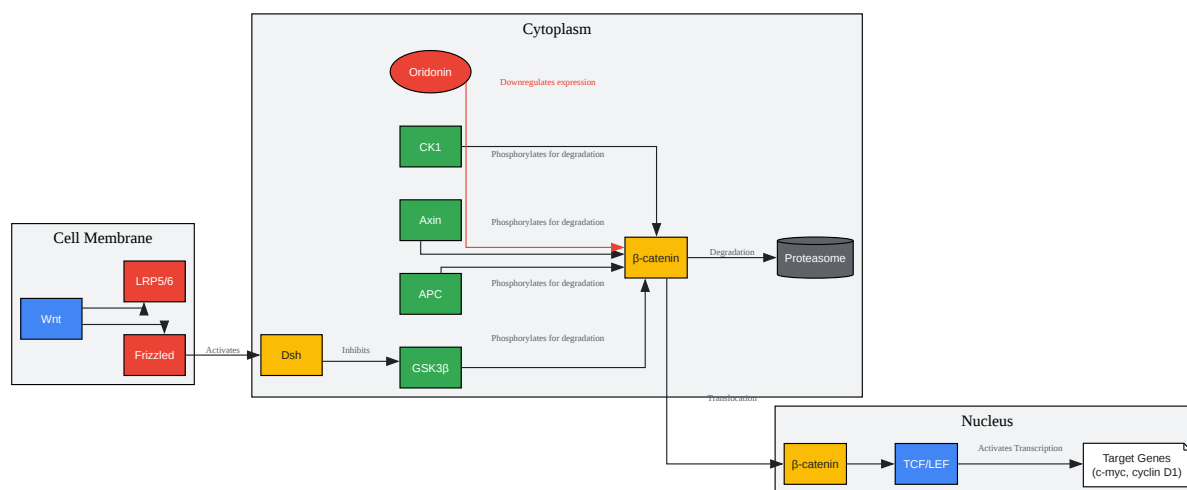 Cytoplasm
Oridonin
Downregulates expression
CK1
Phosphorylates for degradation
Axin
Phosphorylates for degradation
Cell Membrane
LRP5/6
β-catenin
Degradation
Proteasome
APC
Phosphorylates for degradation
Wnt
Phosphorylates for degradation
Frizzled
Activates
Dsh
Inhibits
GSK3β
Translocation
Nucleus
β-catenin
TCF/LEF
Activates Transcription
Target Genes
(c-myc, cyclin D1)